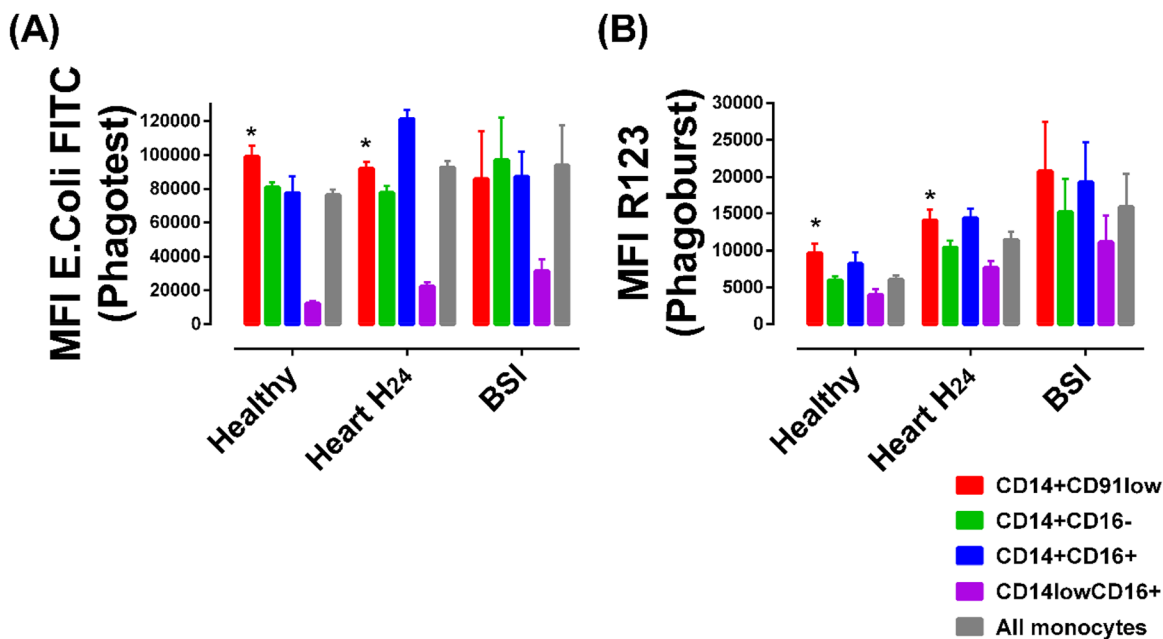 (A)
MFI E.Coli FITC
(Phagotest)
120000
100000
80000
60000
40000
20000
0
*
*
Healthy
Heart H24
BSI
(B)
MFI R123
(Phagoburst)
30000
25000
20000
15000
10000
5000
0
*
*
Healthy
Heart H24
BSI
CD14+CD91low
CD14+CD16-
CD14+CD16+
CD14lowCD16+
All monocytes